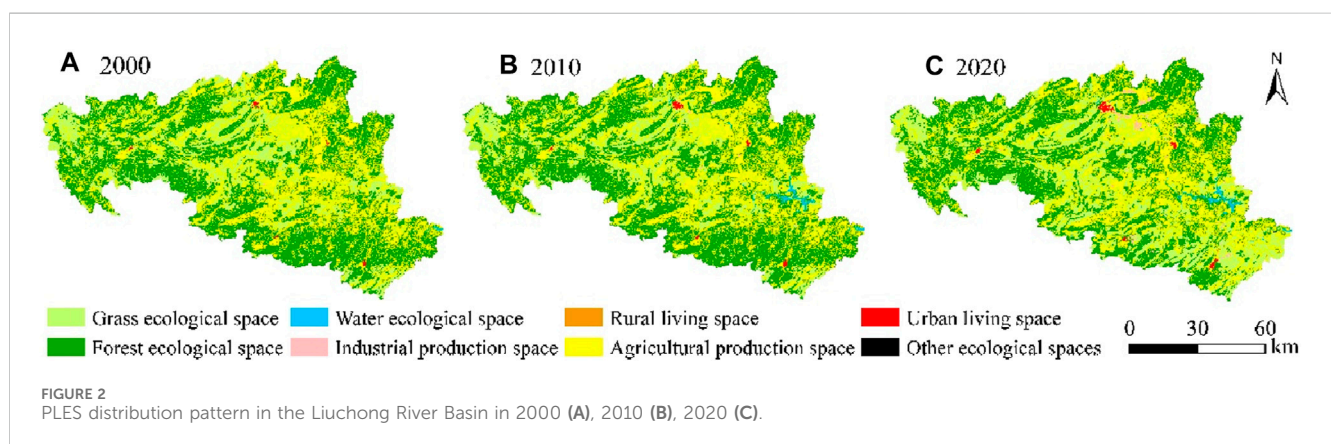 A 2000
B 2010
C 2020
N
Grass ecological space
Water ecological space
Rural living space
Urban living space
Forest ecological space
Industrial production space
Agricultural production space
Other ecological spaces
0 30 60
km
FIGURE 2
PLES distribution pattern in the Liuchong River Basin in 2000 (A), 2010 (B), 2020 (C).